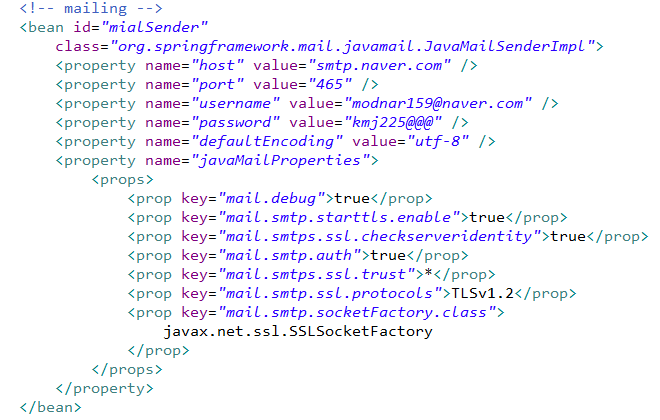 <!-- mailing -->
<bean id="mialSender"
class="org.springframework.mail.javamail.JavaMailSenderImpl">
<property name="host" value="smtp.naver.com" />
<property name="port" value="465" />
<property name="username" value="modnar159@naver.com" />
<property name="password" value="kmj225@@@" />
<property name="defaultEncoding" value="utf-8" />
<property name="javaMailProperties">
<props>
<prop key="mail.debug">true</prop>
<prop key="mail.smtp.starttls.enable">true</prop>
<prop key="mail.smtps.ssl.checkserveridentity">true</prop>
<prop key="mail.smtp.auth">true</prop>
<prop key="mail.smtps.ssl.trust">*</prop>
<prop key="mail.smtp.ssl.protocols">TLSv1.2</prop>
<prop key="mail.smtp.socketFactory.class">
javax.net.ssl.SSLSocketFactory
</prop>
</props>
</property>
</bean>